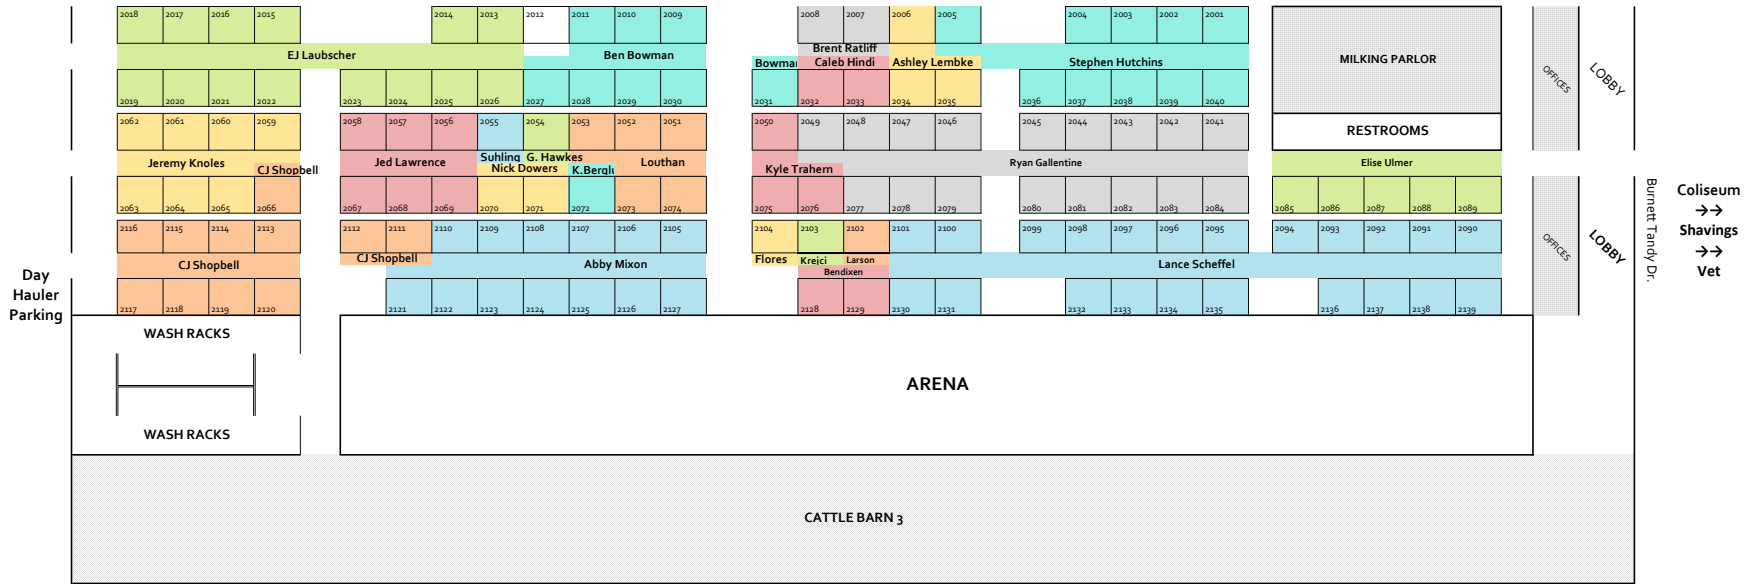 2018 2017 2016 2015 2014 2013 2012 2011 2010 2009 2008 2007 2006 2005 2004 2003 2002 2001
EJ Laubscher Ben Bowman Brent Ratliff
Bowman Caleb Hindi Ashley Lembke Stephen Hutchins MILKING PARLOR
2019 2020 2021 2022 2023 2024 2025 2026 2027 2028 2029 2030 2031 2032 2033 2034 2035 2036 2037 2038 2039 2040
OFFICES
LOBBY
2062 2061 2060 2059 2058 2057 2056 2055 2054 2053 2052 2051 2050 2049 2048 2047 2046 2045 2044 2043 2042 2041
RESTROOMS
Jeremy Knoles Jed Lawrence Suhling G. Hawkes Louthan Ryan Gallentine Elise Ulmer
CJ Shopbell Nick Dowers K.Berglu Kyle Trahern
2063 2064 2065 2066 2067 2068 2069 2070 2071 2072 2073 2074 2075 2076 2077 2078 2079 2080 2081 2082 2083 2084 2085 2086 2087 2088 2089
2116 2115 2114 2113 2112 2111 2110 2109 2108 2107 2106 2105 2104 2103 2102 2101 2100 2099 2098 2097 2096 2095 2094 2093 2092 2091 2090
CJ Shopbell CJ Shopbell Abby Mixon Flores Krejci Larson Lance Scheffel
Bendixen
2117 2118 2119 2120 2121 2122 2123 2124 2125 2126 2127 2128 2129 2130 2131 2132 2133 2134 2135 2136 2137 2138 2139
OFFICES
LOBBY
Burnett Tandy Dr.
Coliseum
→→
Shavings
→→
Vet
Day
Hauler
Parking
WASH RACKS
ARENA
WASH RACKS
CATTLE BARN 3